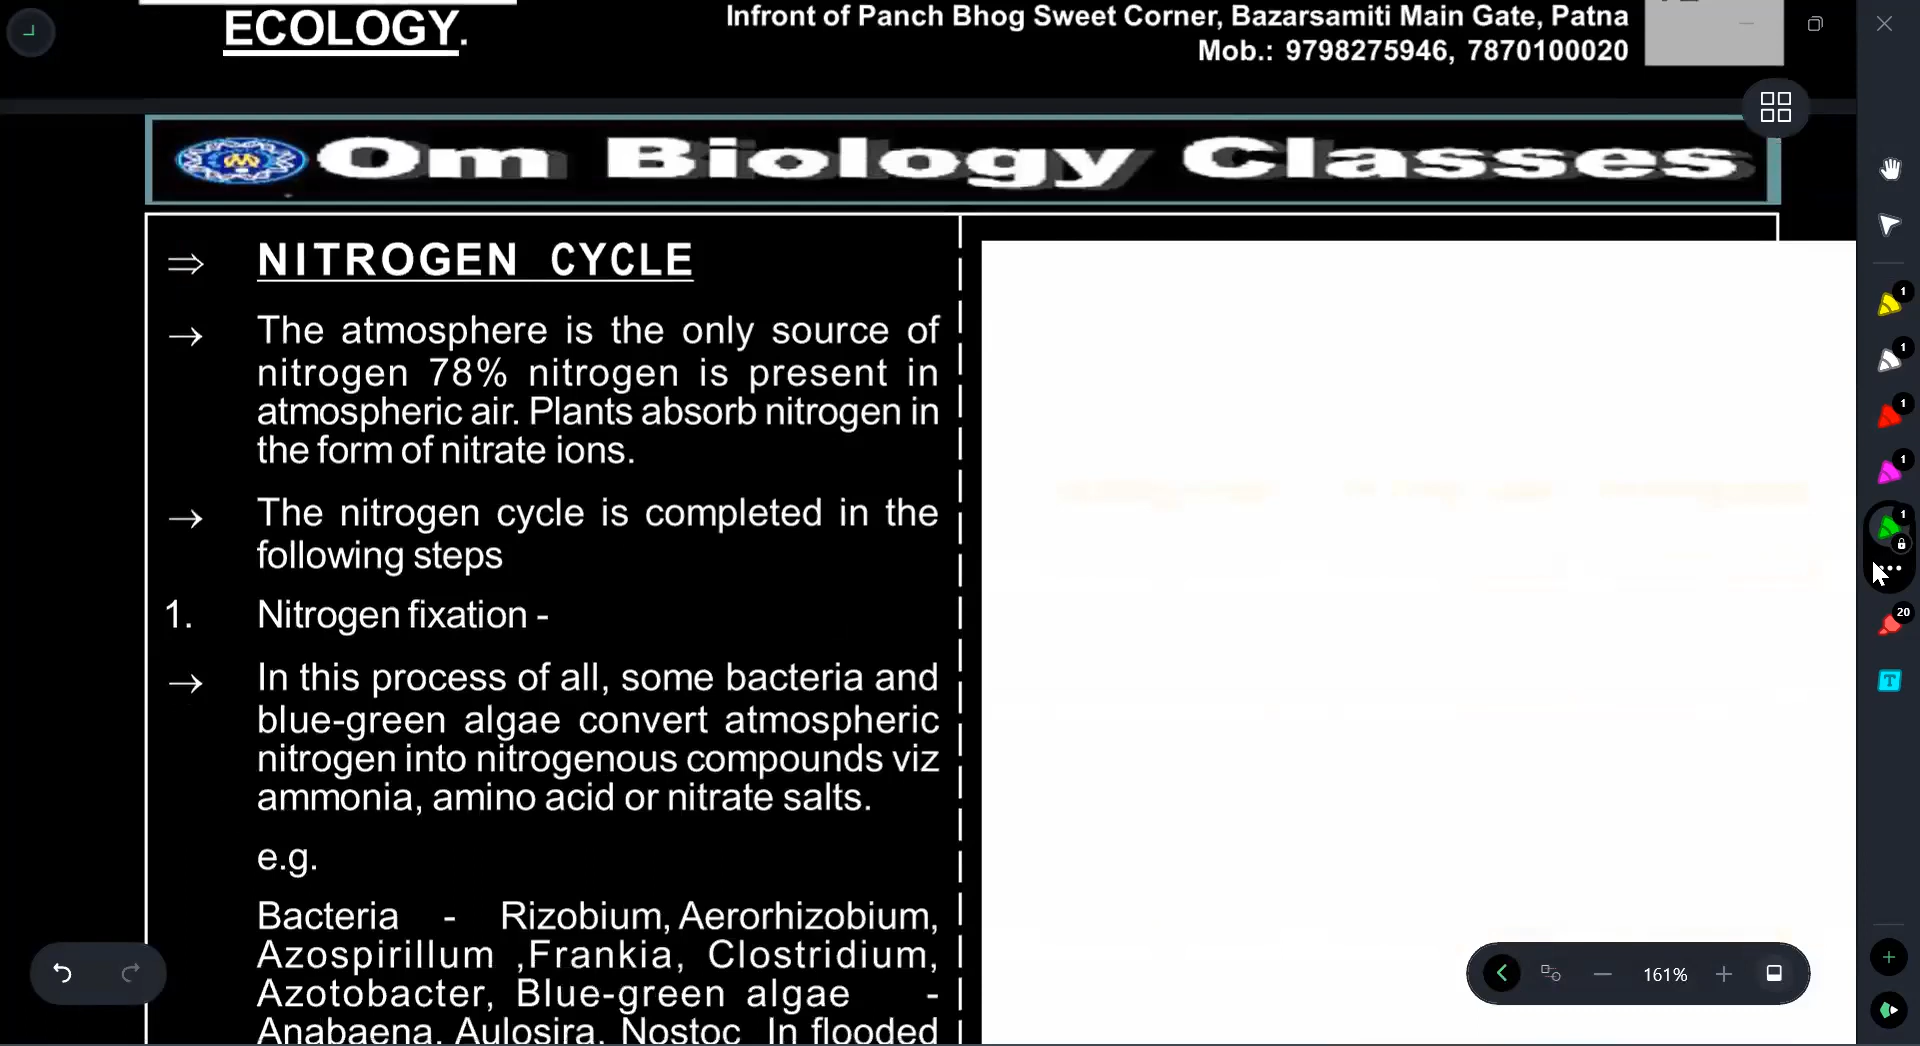 ECOLOGY.
Infront of Panch Bhog Sweet Corner, Bazarsamiti Main Gate, Patna
Mob.: 9798275946, 7870100020
Om Biology Classes
⇒ NITROGEN CYCLE
→ The atmosphere is the only source of
nitrogen 78% nitrogen is present in
atmospheric air. Plants absorb nitrogen in
the form of nitrate ions.
→ The nitrogen cycle is completed in the
following steps
1. Nitrogen fixation -
→ In this process of all, some bacteria and
blue-green algae convert atmospheric
nitrogen into nitrogenous compounds viz
ammonia, amino acid or nitrate salts.
e.g.
Bacteria - Rizobium, Aerorhizobium,
Azospirillum ,Frankia, Clostridium,
Azotobacter, Blue-green algae -
Anabaena, Aulosira, Nostoc In flooded
1
1
1
1
1
20
T
161%